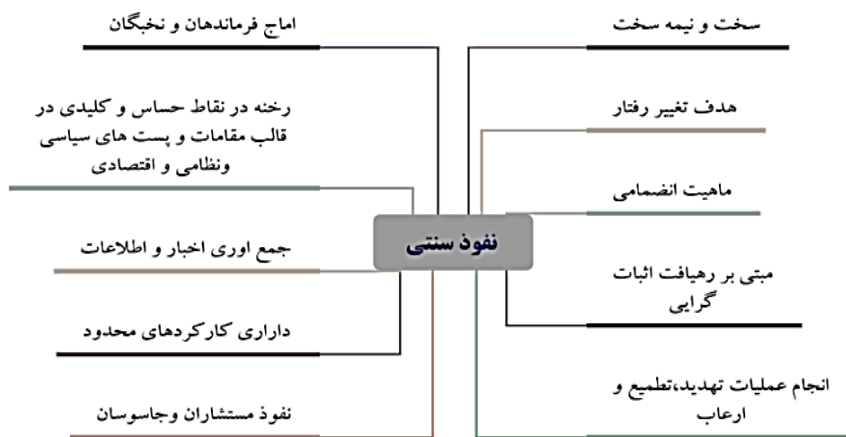 سخت و نیمه سخت
هدف تغییر رفتار
ماهیت انضمامی
مبتی بر رهیافت اثبات
گرایی
انجام عملیات تهدید،تطمیع و
ارعاب
نفوذ سنتی
اماج فرماندهان و نخبگان
رخنه در نقاط حساس و کلیدی در
قالب مقامات و پست های سیاسی
ونظامی و اقتصادی
جمع اوری اخبار و اطلاعات
داراری کارکردهای محدود
نفوذ مستشاران وجاسوسان